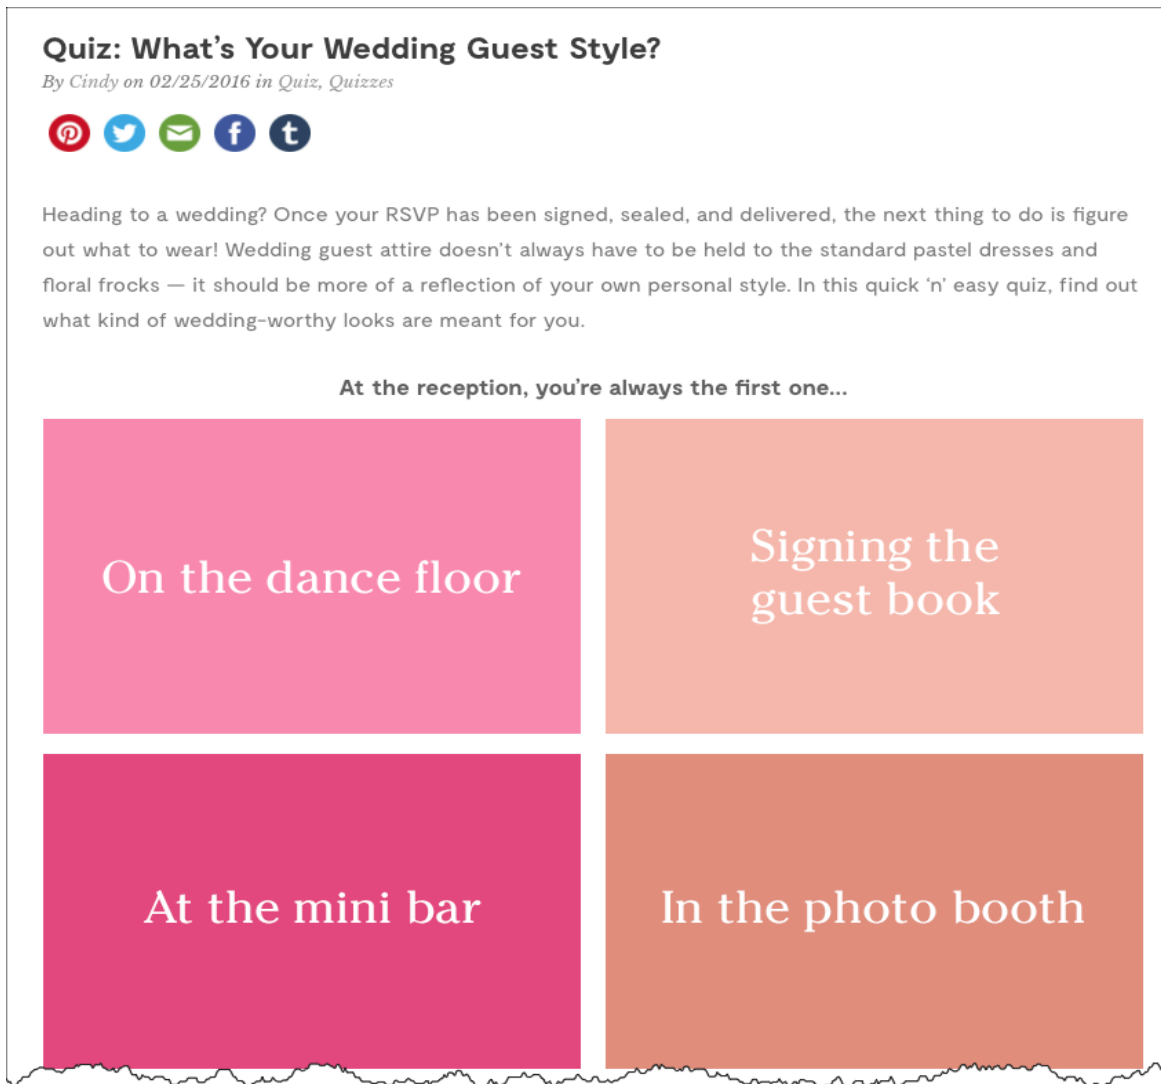 Quiz: What’s Your Wedding Guest Style?
By Cindy on 02/25/2016 in Quiz, Quizzes
Heading to a wedding? Once your RSVP has been signed, sealed, and delivered, the next thing to do is figure
out what to wear! Wedding guest attire doesn’t always have to be held to the standard pastel dresses and
floral frocks — it should be more of a reflection of your own personal style. In this quick ‘n’ easy quiz, find out
what kind of wedding-worthy looks are meant for you.
At the reception, you’re always the first one...
On the dance floor
Signing the
guest book
At the mini bar
In the photo booth